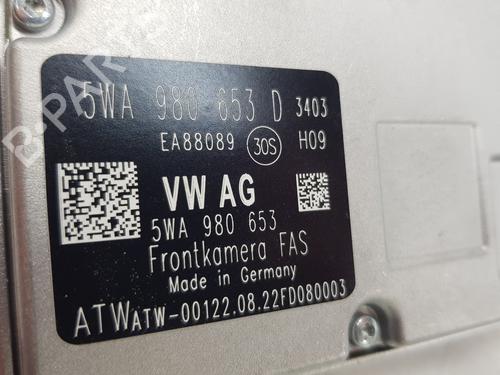 5WA 980 653 D 3403
EA88089 30S H09
VW AG
5WA 980 653
Frontkamera FAS
Made in Germany
ATWATW-00122.08.22FD080003
B-PARTS